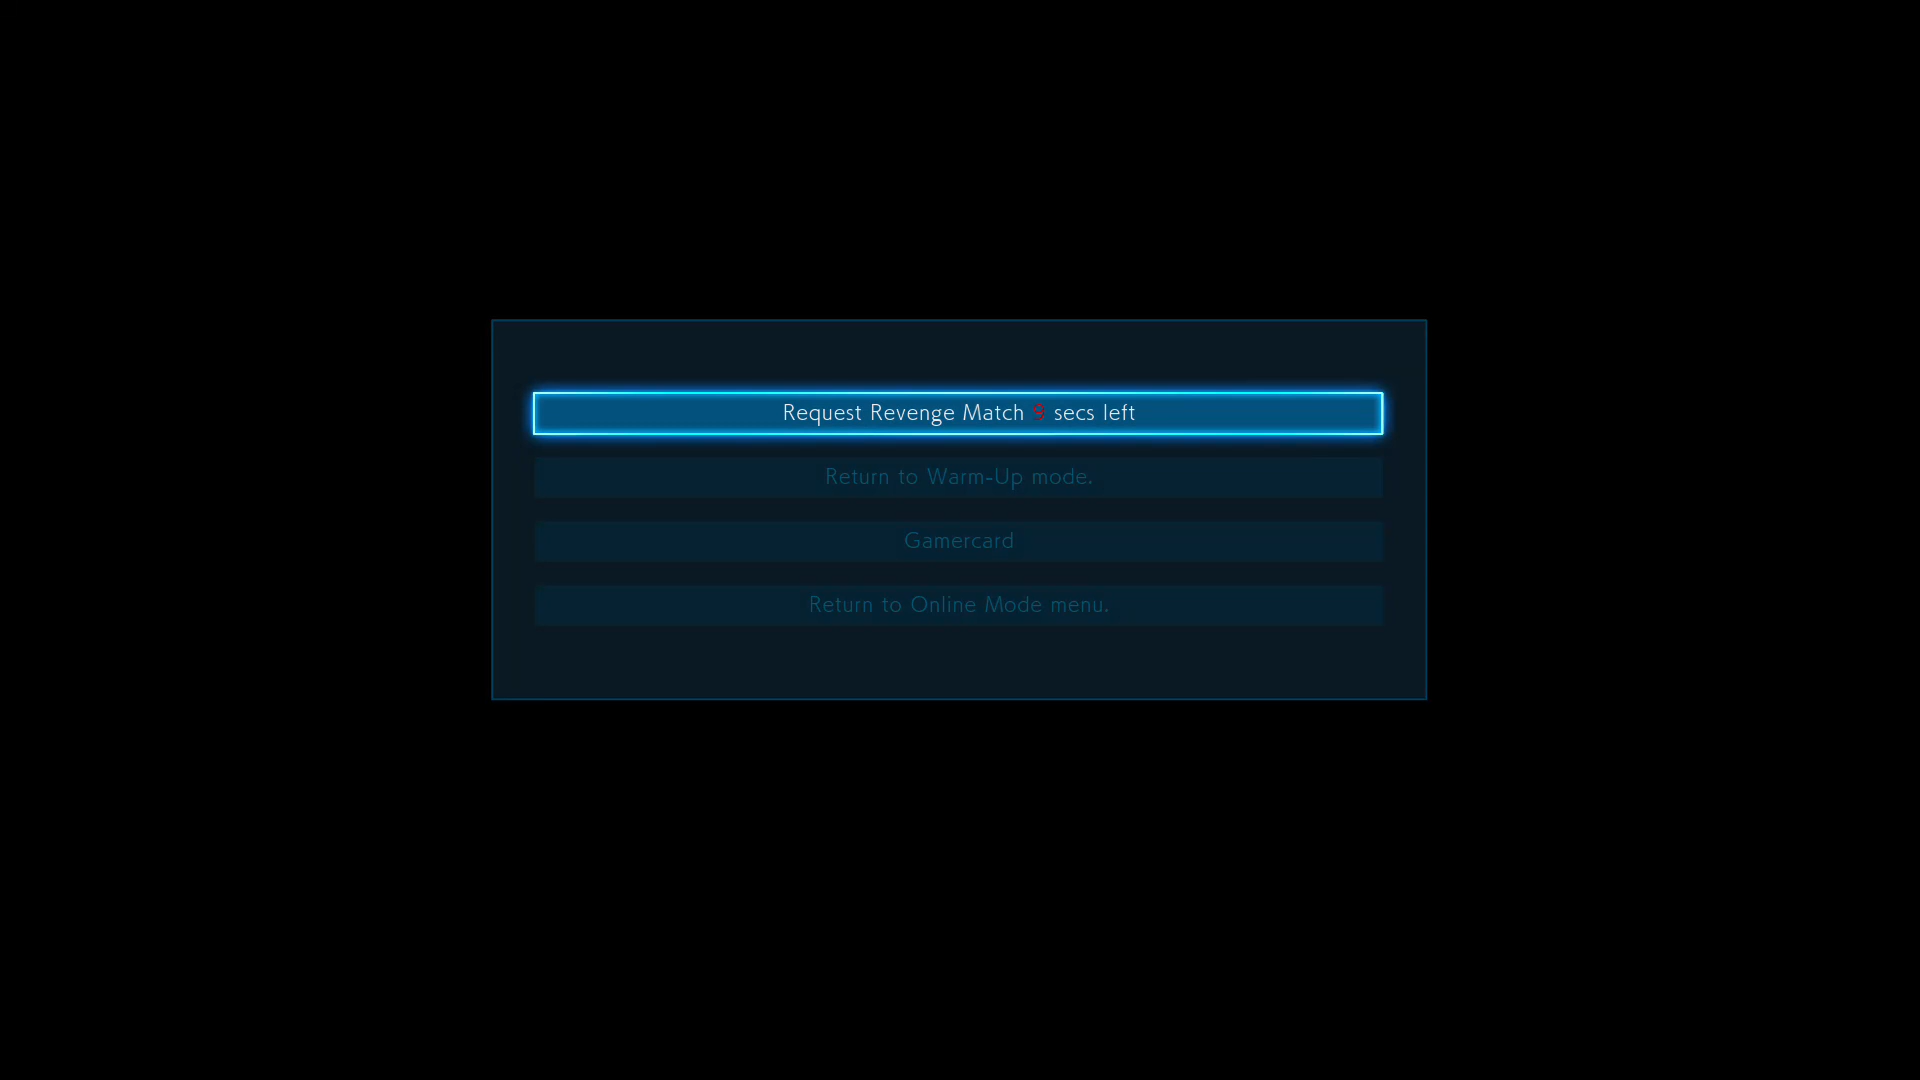 Request Revenge Match 9 secs left
Return to Warm-Up mode.
Gamercard
Return to Online Mode menu.